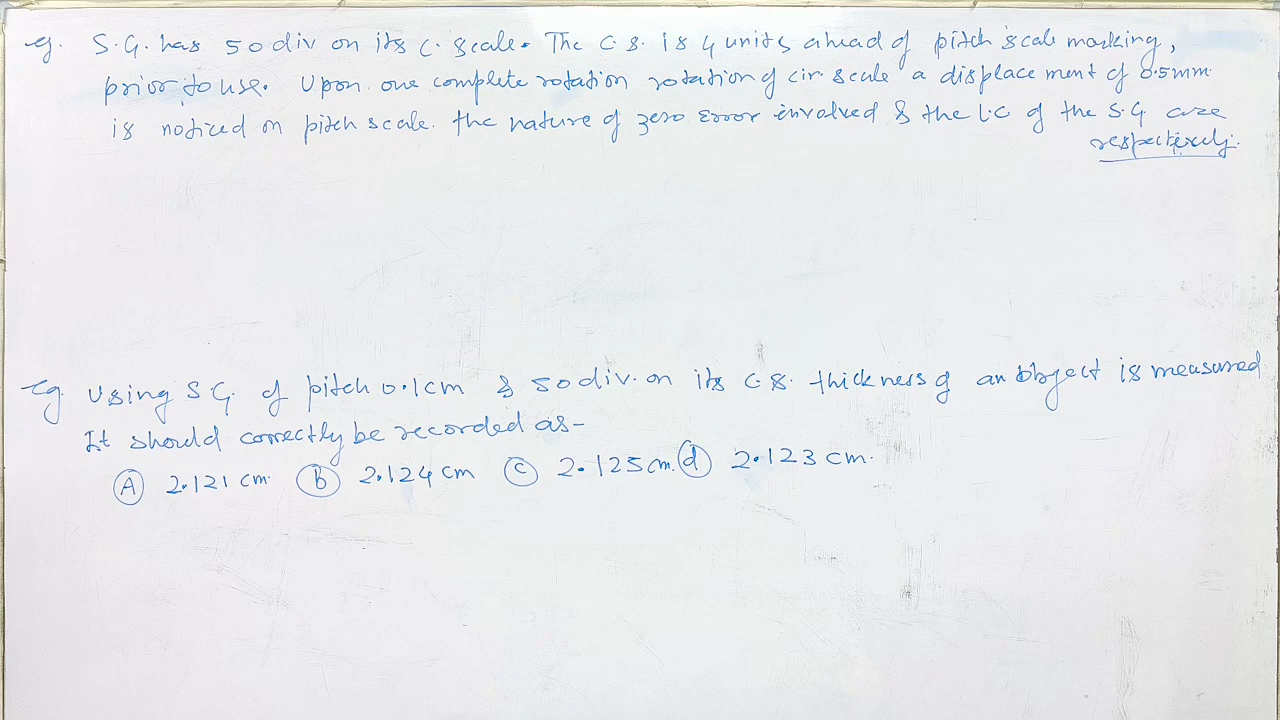 eg. S.G. has 50 div on its C. scale. The C.S. is 4 units ahead of pitch scale marking,
prior to use. Upon one complete rotation rotation of cir. scale a displacement of 0.5mm
is noticed on pitch scale. the nature of zero error involved & the L.C of the S.G are
respectively.
eg. Using S G. of pitch 0.1cm & 50 div. on its C.S. thickness of an object is measured
It should correctly be recorded as-
(A) 2.121 cm. (b) 2.124 cm (C) 2.125cm. (d) 2.123 cm.